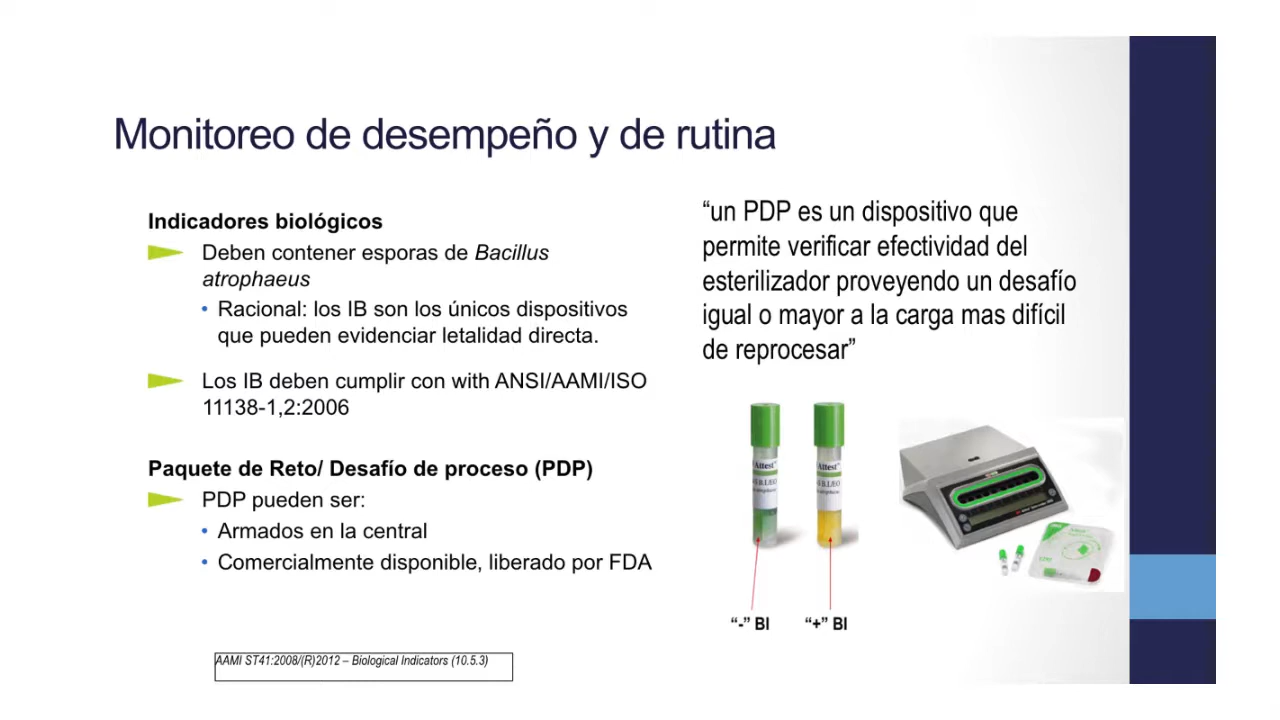 Monitoreo de desempeño y de rutina
Indicadores biológicos
Deben contener esporas de Bacillus
atrophaeus
• Racional: los IB son los únicos dispositivos
que pueden evidenciar letalidad directa.
Los IB deben cumplir con with ANSI/AAMI/ISO
11138-1,2:2006
Paquete de Reto/ Desafío de proceso (PDP)
PDP pueden ser:
• Armados en la central
• Comercialmente disponible, liberado por FDA
AAMI ST41:2008/(R)2012 – Biological Indicators (10.5.3)
“un PDP es un dispositivo que
permite verificar efectividad del
esterilizador proveyendo un desafío
igual o mayor a la carga mas difícil
de reprocesar”
Attest™
Attest™
“-” BI
“+” BI